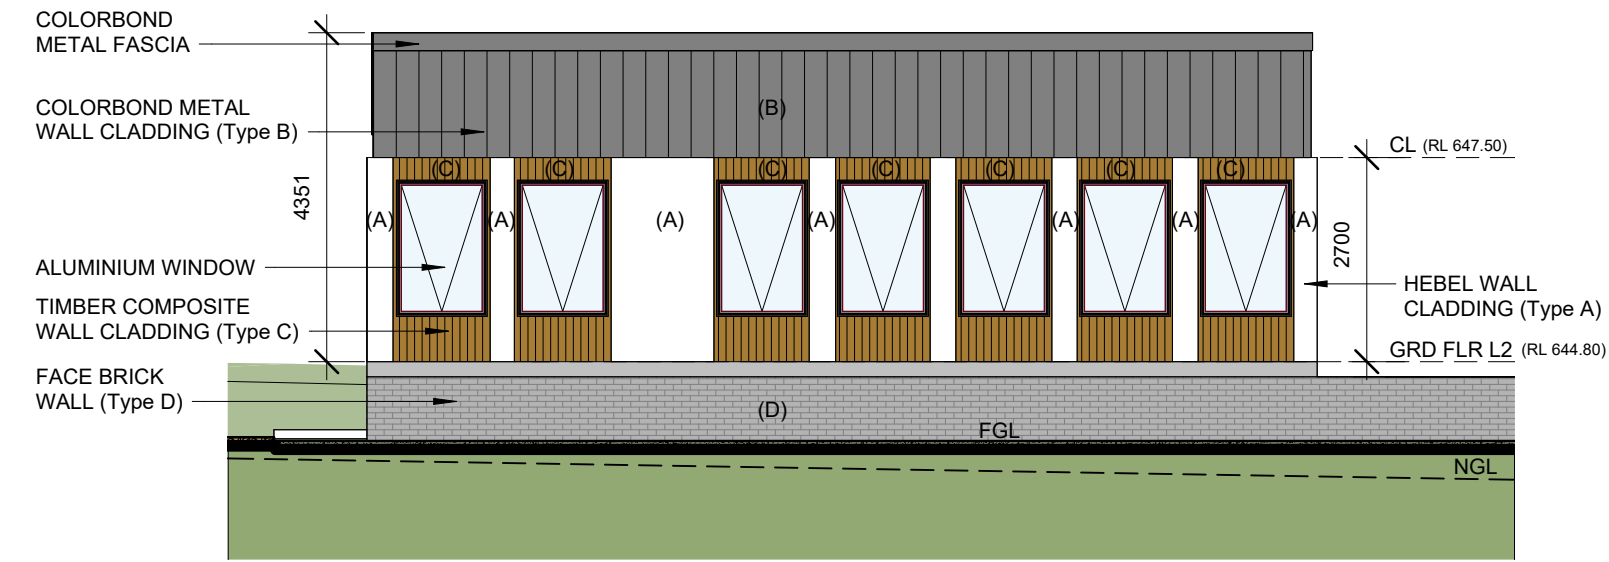 COLORBOND
METAL FASCIA
COLORBOND METAL
WALL CLADDING (Type B)
(B)
CL (RL 647.50)
4351
(C) (C) (C) (C) (C) (C) (C)
(A) (A) (A) (A) (A) (A) (A)
2700
ALUMINIUM WINDOW
HEBEL WALL
CLADDING (Type A)
TIMBER COMPOSITE
WALL CLADDING (Type C)
GRD FLR L2 (RL 644.80)
FACE BRICK
WALL (Type D)
(D)
FGL
NGL